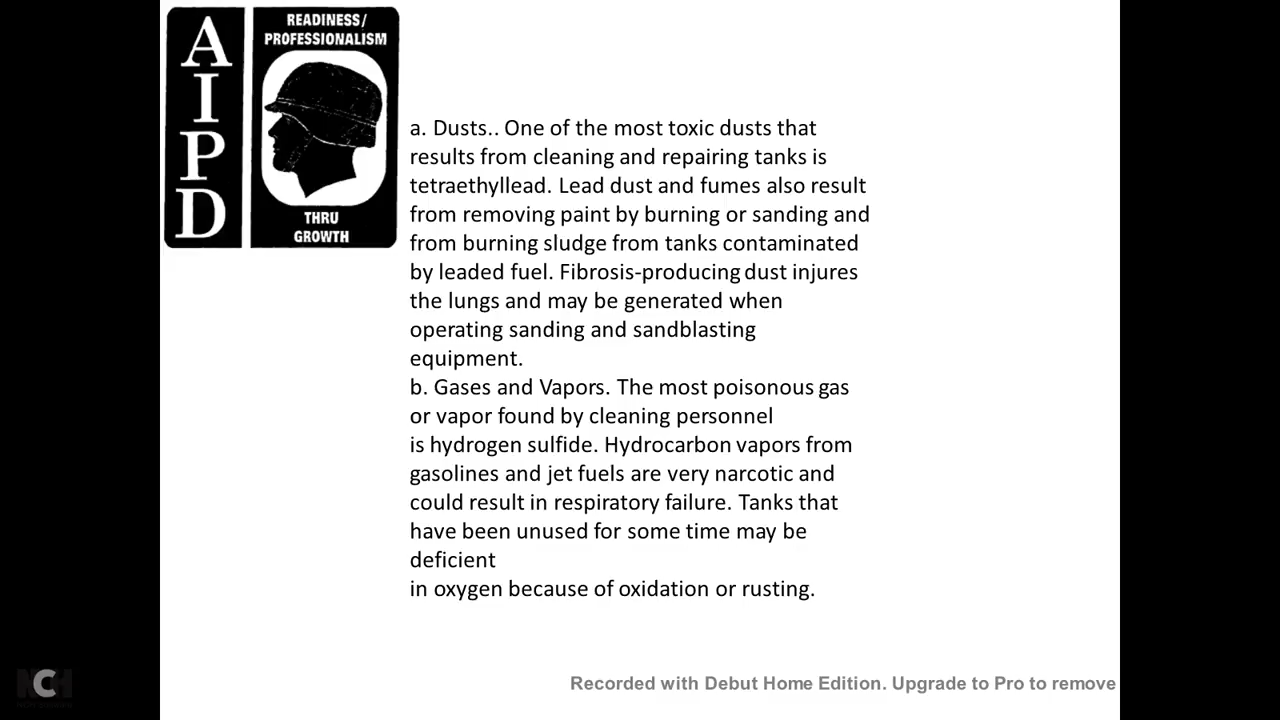 A
I
P
D
READINESS/
PROFESSIONALISM
THRU
GROWTH
a. Dusts.. One of the most toxic dusts that
results from cleaning and repairing tanks is
tetraethyllead. Lead dust and fumes also result
from removing paint by burning or sanding and
from burning sludge from tanks contaminated
by leaded fuel. Fibrosis-producing dust injures
the lungs and may be generated when
operating sanding and sandblasting
equipment.
b. Gases and Vapors. The most poisonous gas
or vapor found by cleaning personnel
is hydrogen sulfide. Hydrocarbon vapors from
gasolines and jet fuels are very narcotic and
could result in respiratory failure. Tanks that
have been unused for some time may be
deficient
in oxygen because of oxidation or rusting.
NCH
Recorded with Debut Home Edition. Upgrade to Pro to remove